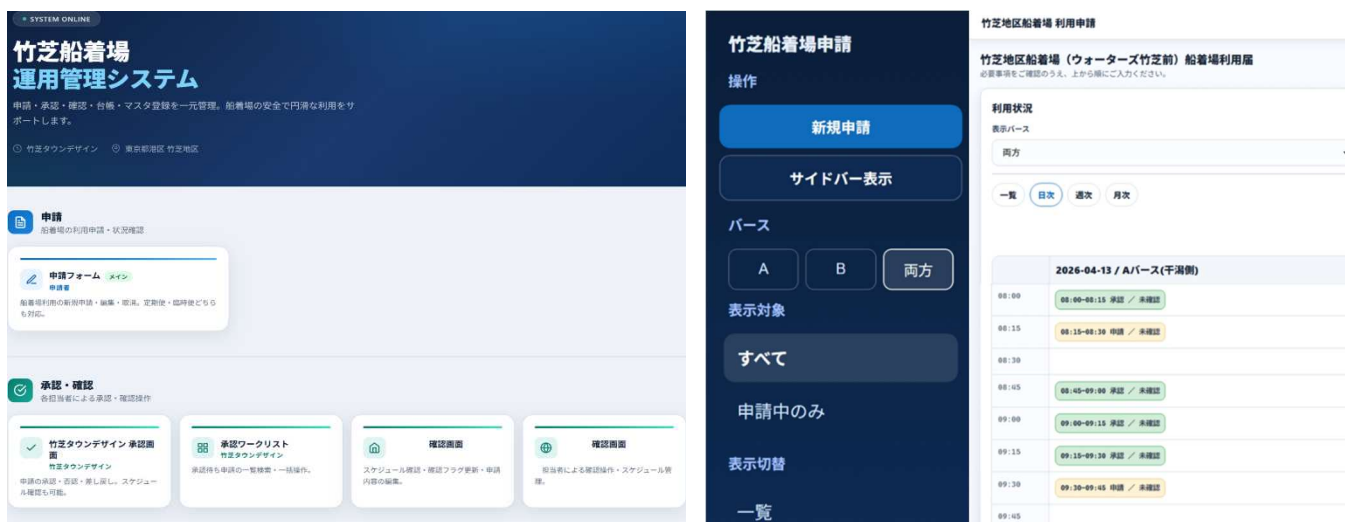 SYSTEM ONLINE
竹芝船着場
運用管理システム
申請・承認・確認・台帳・マスタ登録を一元管理。船着場の安全で円滑な利用をサ
ポートします。
竹芝タウンデザイン 東京都港区 竹芝地区
申請
船着場の利用申請・状況確認
申請フォーム メイン
申請者
船着場利用の新規申請・編集・取消。定期便・臨時便どちら
も対応。
承認・確認
各担当者による承認・確認操作
竹芝タウンデザイン 承認画
面
竹芝タウンデザイン
申請の承認・否認・差し戻し。スケジュー
ル確認も可能。
承認ワークリスト
竹芝タウンデザイン
承認待ち申請の一覧検索・一括操作。
確認画面
スケジュール確認・確認フラグ更新・申請
内容の編集。
確認画面
担当者による確認操作・スケジュール管
理。
竹芝船着場申請
操作
新規申請
サイドバー表示
バース
A B 両方
表示対象
すべて
申請中のみ
表示切替
一覧
竹芝地区船着場 利用申請
竹芝地区船着場（ウォーターズ竹芝前）船着場利用届
必要事項をご確認のうえ、上から順にご入力ください。
利用状況
表示バース
両方
一覧 日次 週次 月次
2026-04-13 / Aバース(干潟側)
08:00 08:00-08:15 承認 ／ 未確認
08:15 08:15-08:30 申請 ／ 未確認
08:30
08:45 08:45-09:00 承認 ／ 未確認
09:00 09:00-09:15 承認 ／ 未確認
09:15 09:15-09:30 承認 ／ 未確認
09:30 09:30-09:45 申請 ／ 未確認
09:45